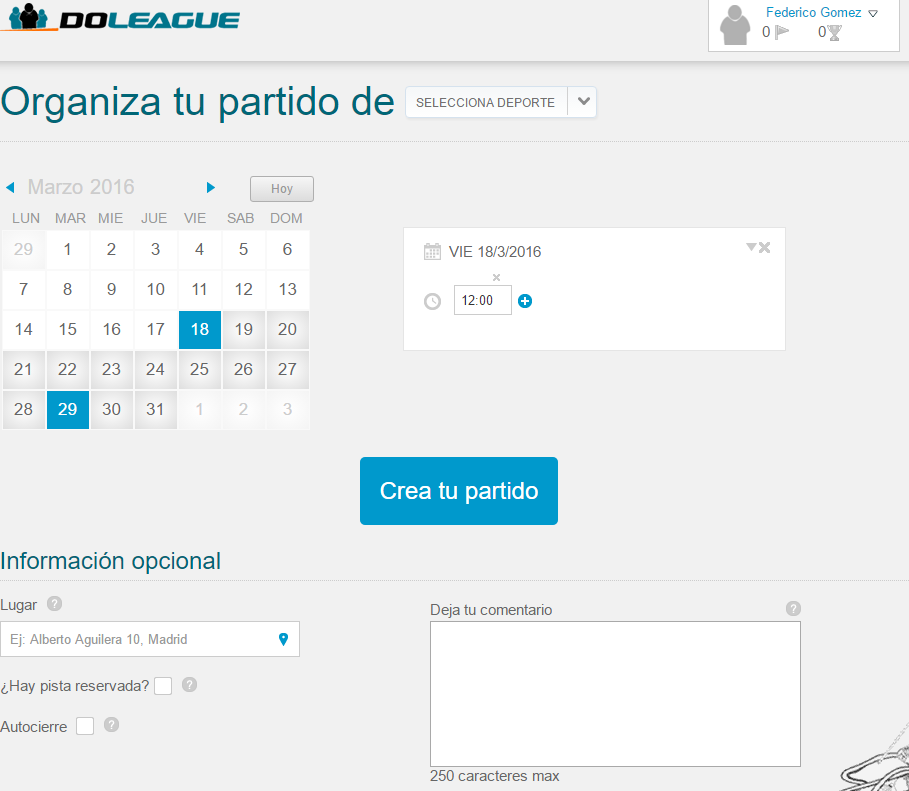 DOLEAGUE
Federico Gomez
0 0
Organiza tu partido de SELECCIONA DEPORTE
Marzo 2016 Hoy
LUN MAR MIE JUE VIE SAB DOM
29 1 2 3 4 5 6
7 8 9 10 11 12 13
14 15 16 17 18 19 20
21 22 23 24 25 26 27
28 29 30 31 1 2 3
VIE 18/3/2016
12:00
Crea tu partido
Información opcional
Lugar ?
Ej: Alberto Aguilera 10, Madrid
¿Hay pista reservada? ?
Autocierre ?
Deja tu comentario ?
250 caracteres max